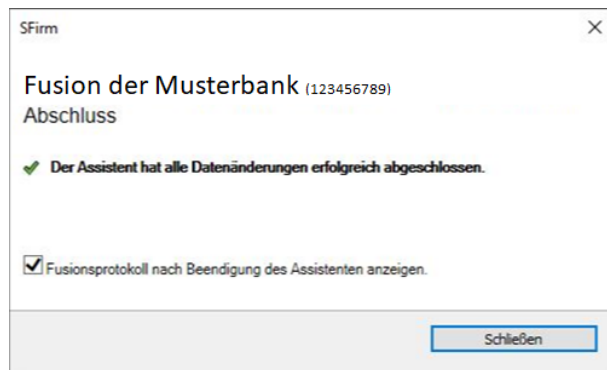 SFirm
Fusion der Musterbank (123456789)
Abschluss
Der Assistent hat alle Datenänderungen erfolgreich abgeschlossen.
Fusionsprotokoll nach Beendigung des Assistenten anzeigen.
Schließen